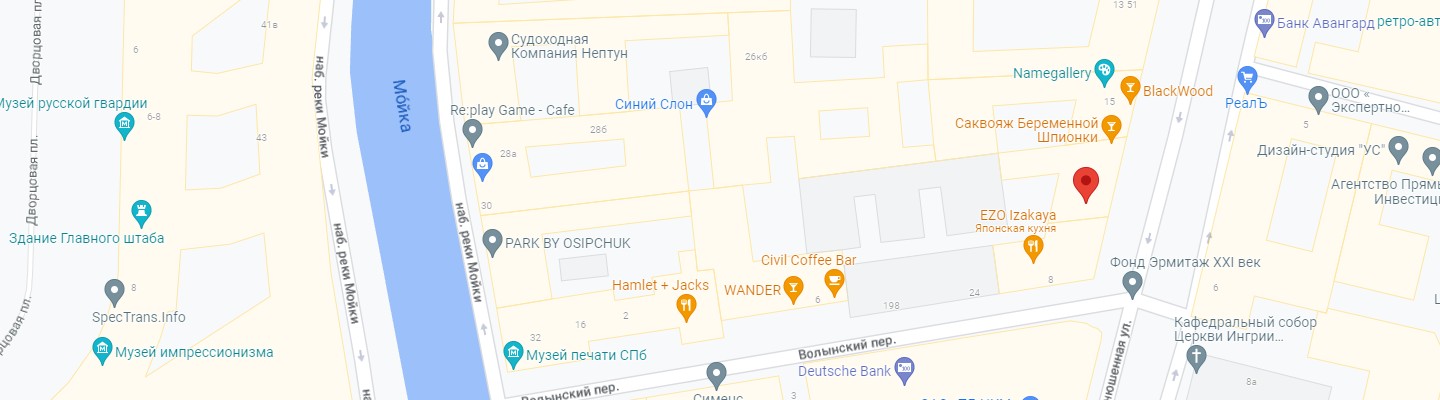 Дворцовая пл.
41в
13 51
Банк Авангард
ретро-авт
Судоходная
Компания Нептун
6
26к6
Мойка
наб. реки Мойки
Namegallery
BlackWood
РеалЪ
ООО «
Экспертно...
Музей русской гвардии
6-8
Re:play Game - Cafe
Синий Слон
15
Саквояж Беременной
Шпионки
5
43
28б
28а
Дизайн-студия "УС"
Дворцовая пл.
Агентство Прямы
Инвестиц
30
наб. реки Мойки
наб. реки Мойки
EZO Izakaya
Японская кухня
Здание Главного штаба
PARK BY OSIPCHUK
Civil Coffee Bar
Фонд Эрмитаж XXI век
8
Hamlet + Jacks
WANDER
6
198
24
8
6
SpecTrans.Info
2
16
32
Кафедральный собор
Церкви Ингрии...
Музей импрессионизма
Музей печати СПб
Волынский пер.
Deutsche Bank
8а
Волынский пер.
Сименс
3